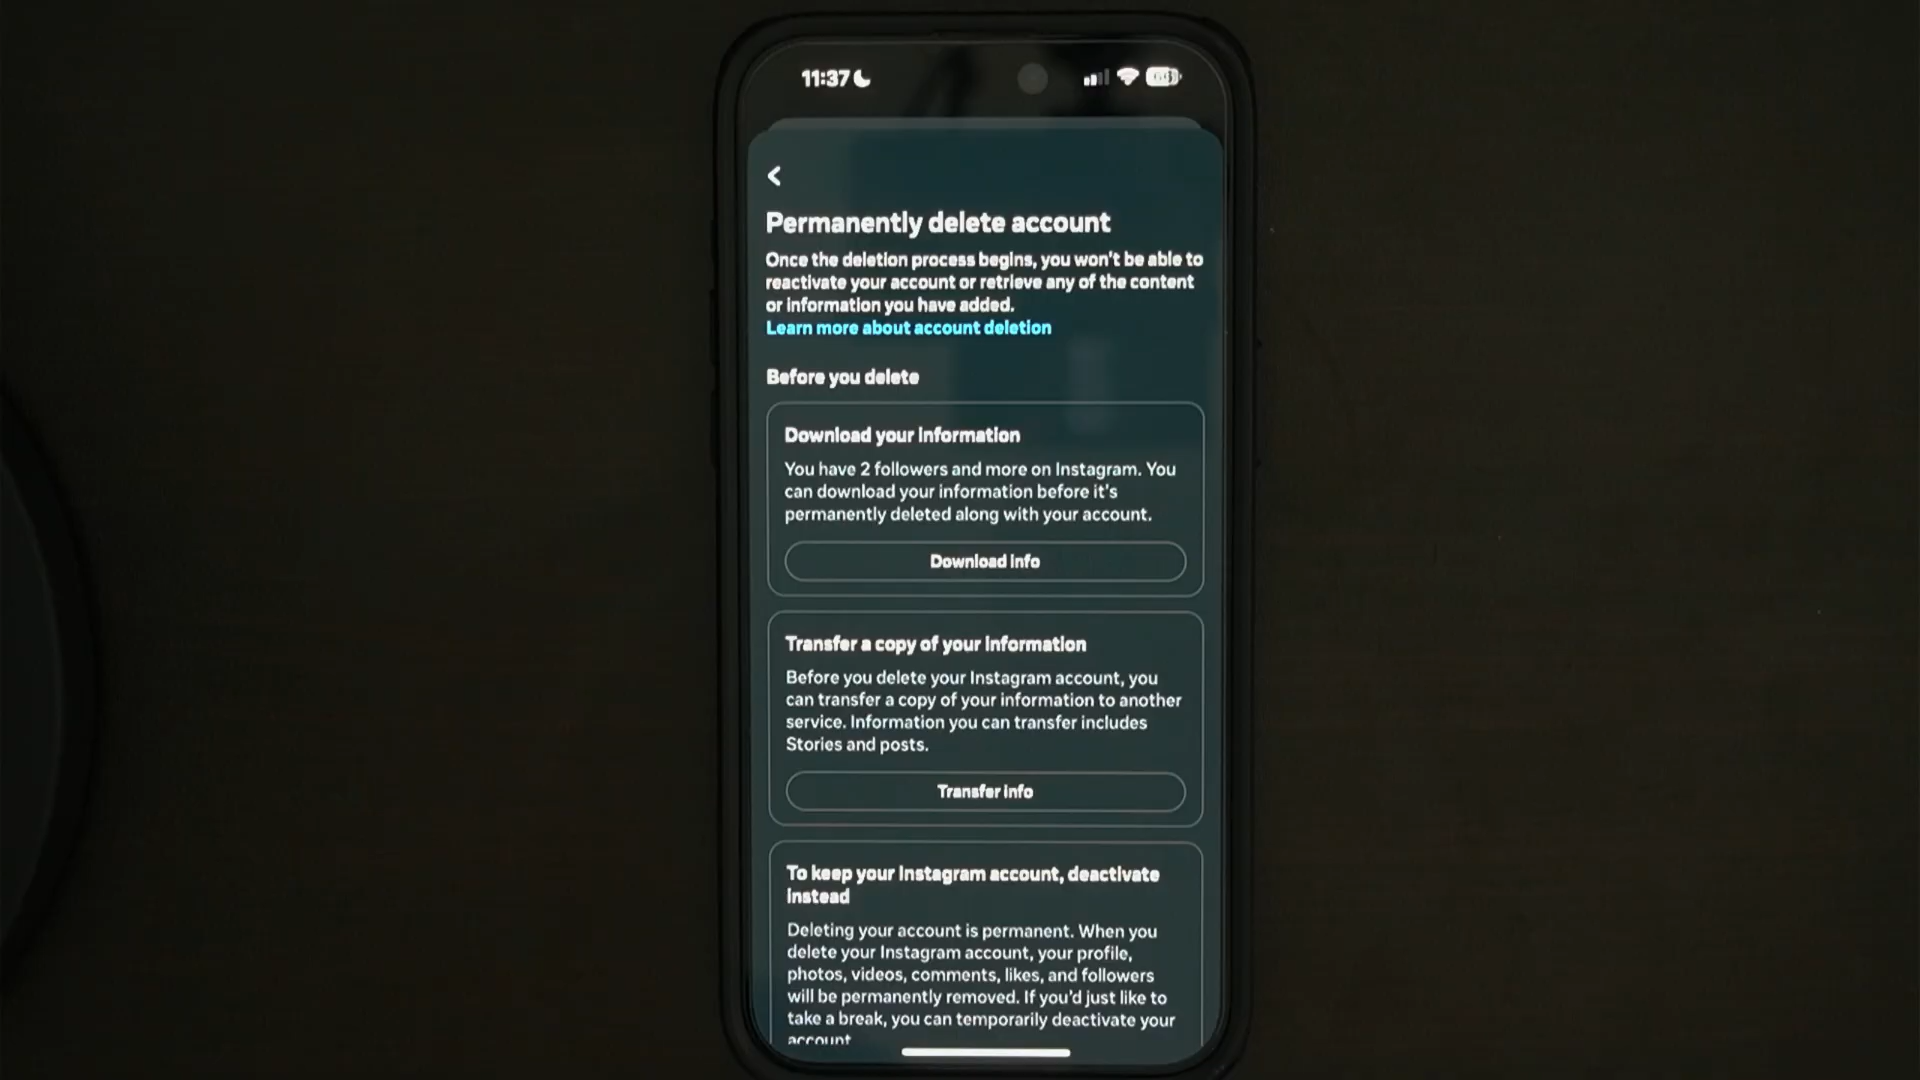 11:37
Permanently delete account
Once the deletion process begins, you won't be able to
reactivate your account or retrieve any of the content
or information you have added.
Learn more about account deletion
Before you delete
Download your information
You have 2 followers and more on Instagram. You
can download your information before it's
permanently deleted along with your account.
Download info
Transfer a copy of your information
Before you delete your Instagram account, you
can transfer a copy of your information to another
service. Information you can transfer includes
Stories and posts.
Transfer info
To keep your Instagram account, deactivate
instead
Deleting your account is permanent. When you
delete your Instagram account, your profile,
photos, videos, comments, likes, and followers
will be permanently removed. If you'd just like to
take a break, you can temporarily deactivate your
account